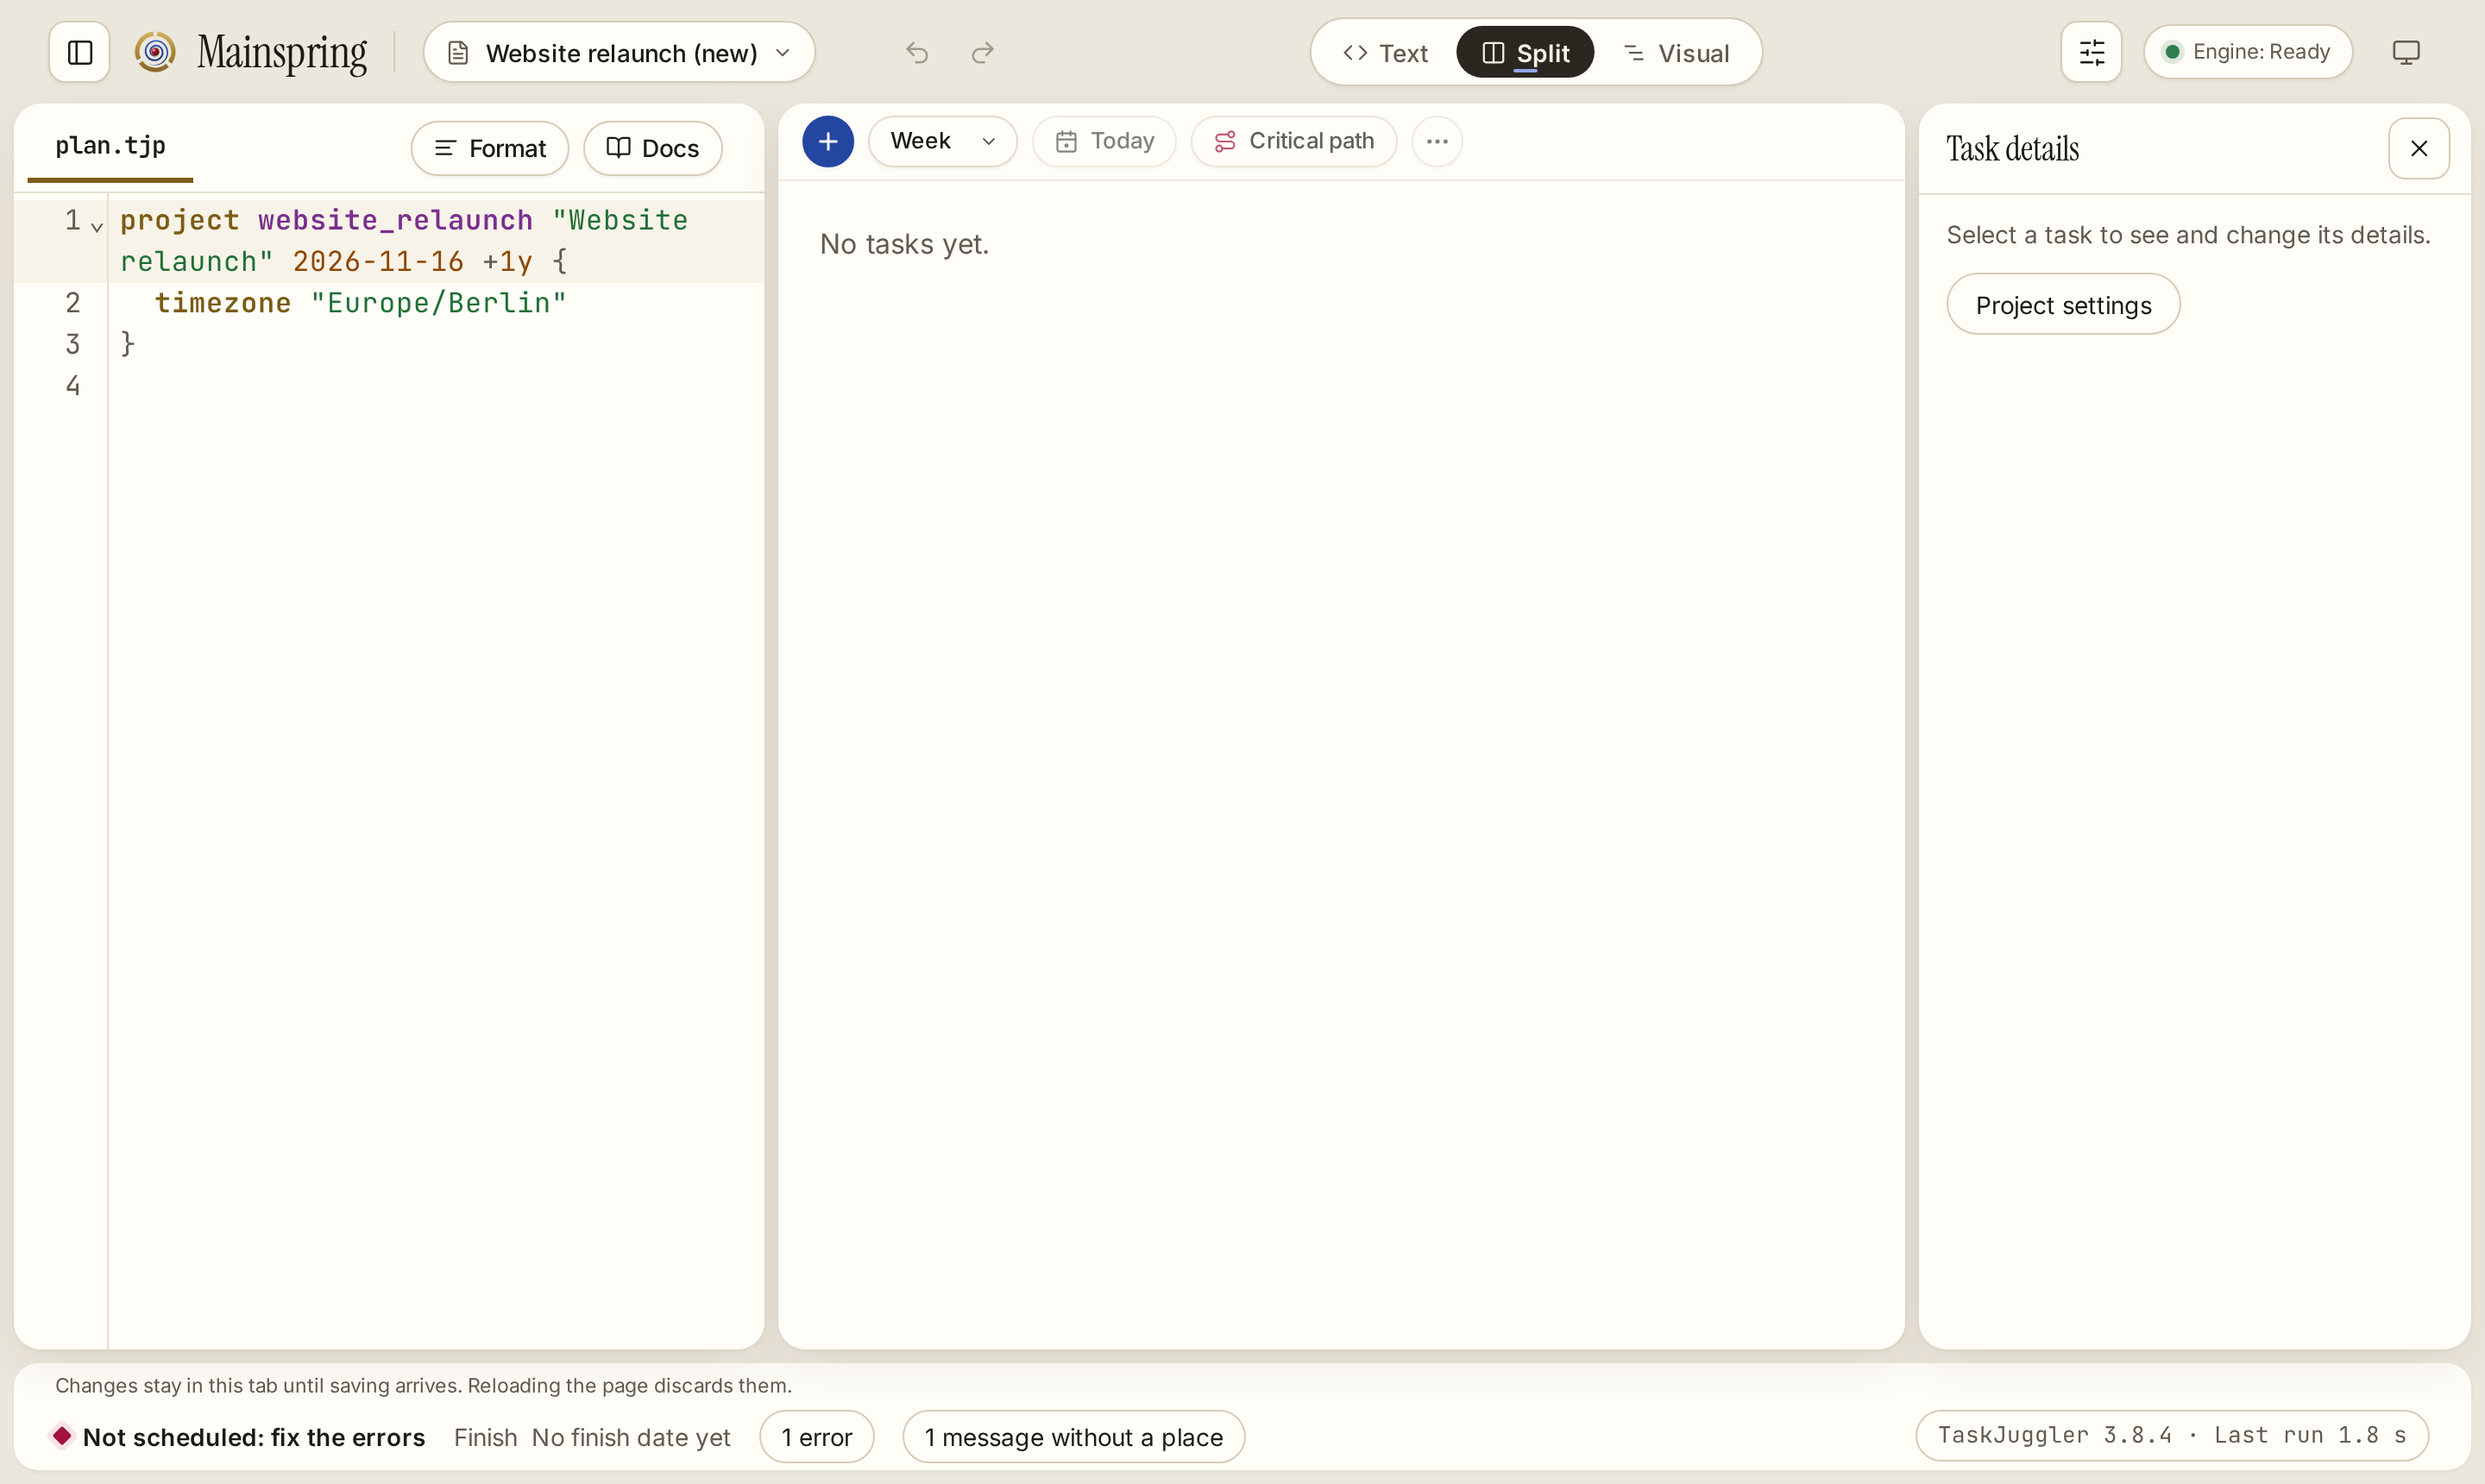 Mainspring
Website relaunch (new)
Text
Split
Visual
Engine: Ready
plan.tjp
Format
Docs
1 project website_relaunch "Website
relaunch" 2026-11-16 +1y {
2   timezone "Europe/Berlin"
3 }
4
Week
Today
Critical path
No tasks yet.
Task details
Select a task to see and change its details.
Project settings
Changes stay in this tab until saving arrives. Reloading the page discards them.
Not scheduled: fix the errors
Finish No finish date yet
1 error
1 message without a place
TaskJuggler 3.8.4 · Last run 1.8 s